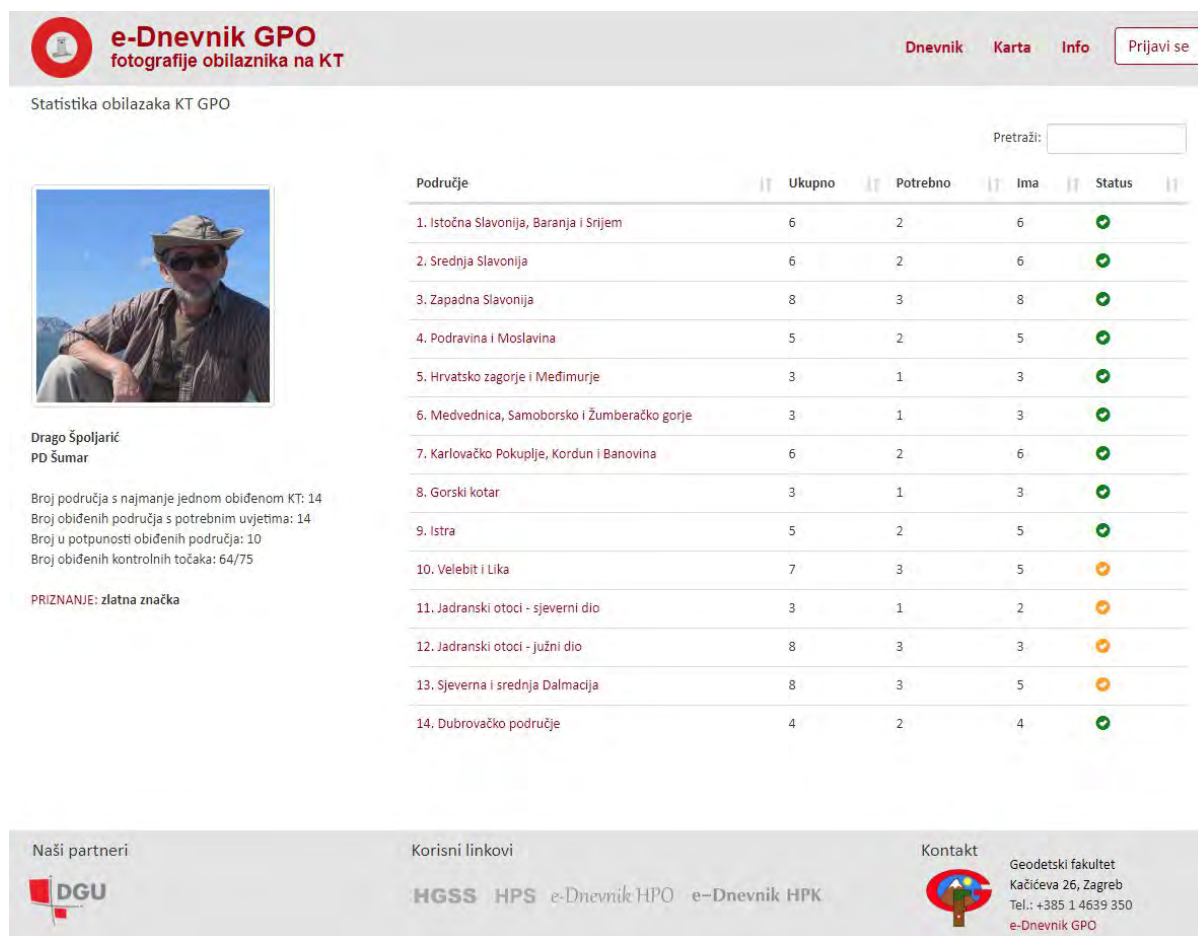 e-Dnevnik GPO
fotografije obilaznika na KT
Dnevnik Karta Info Prijavi se
Statistika obilazaka KT GPO
Pretraži:
Područje Ukupno Potrebno Ima Status
1. Istočna Slavonija, Baranja i Srijem 6 2 6
2. Srednja Slavonija 6 2 6
3. Zapadna Slavonija 8 3 8
4. Podravina i Moslavina 5 2 5
5. Hrvatsko zagorje i Međimurje 3 1 3
6. Medvednica, Samoborsko i Žumberačko gorje 3 1 3
7. Karlovačko Pokuplje, Kordun i Banovina 6 2 6
8. Gorski kotar 3 1 3
9. Istra 5 2 5
10. Velebit i Lika 7 3 5
11. Jadranski otoci - sjeverni dio 3 1 2
12. Jadranski otoci - južni dio 8 3 3
13. Sjeverna i srednja Dalmacija 8 3 5
14. Dubrovačko područje 4 2 4
Drago Špoljarić
PD Šumar
Broj područja s najmanje jednom obiđenom KT: 14
Broj obiđenih područja s potrebnim uvjetima: 14
Broj u potpunosti obiđenih područja: 10
Broj obiđenih kontrolnih točaka: 64/75
PRIZNANJE: zlatna značka
Naši partneri
DGU
Korisni linkovi
HGSS HPS e-Dnevnik HPO e-Dnevnik HPK
Kontakt
Geodetski fakultet
Kačićeva 26, Zagreb
Tel.: +385 1 4639 350
e-Dnevnik GPO